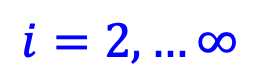 i = 2, … ∞